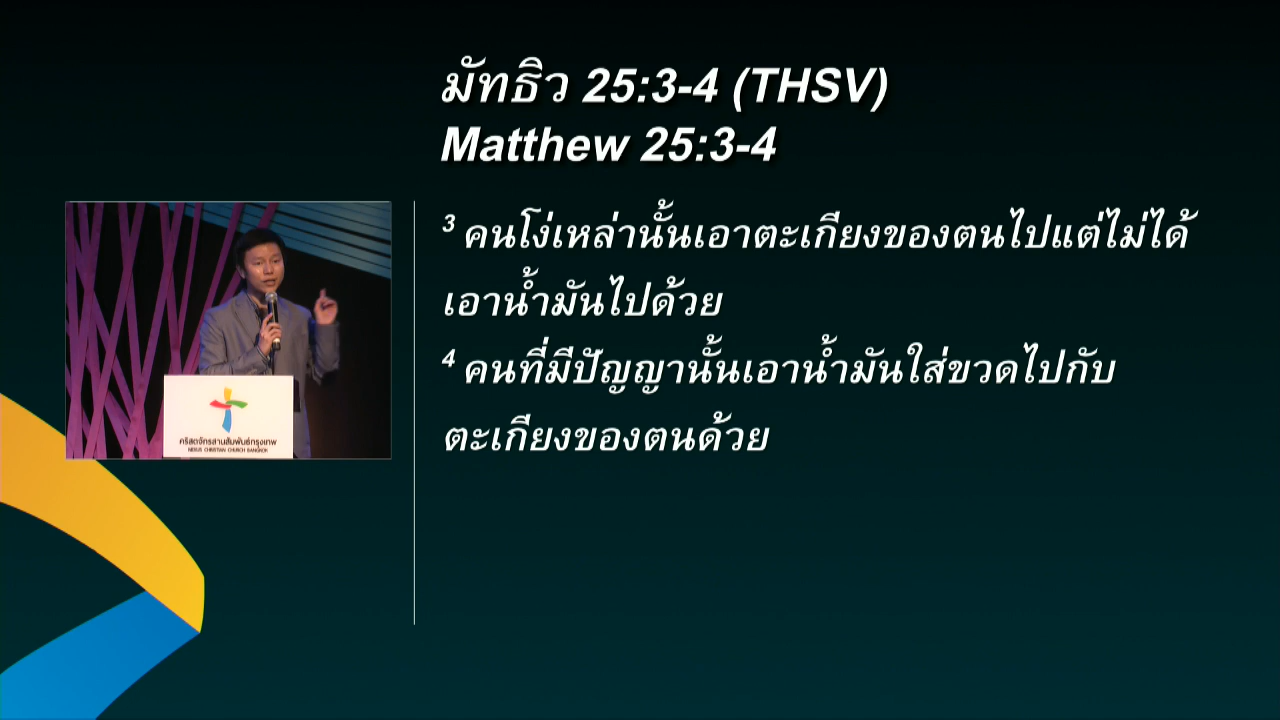 มัทธิว 25:3-4 (THSV)
Matthew 25:3-4
3 คนโง่เหล่านั้นเอาตะเกียงของตนไปแต่ไม่ได้
เอาน้ำมันไปด้วย
4 คนที่มีปัญญานั้นเอาน้ำมันใส่ขวดไปกับ
ตะเกียงของตนด้วย
คริสตจักรสานสัมพันธ์กรุงเทพ
NEXUS CHRISTIAN CHURCH BANGKOK